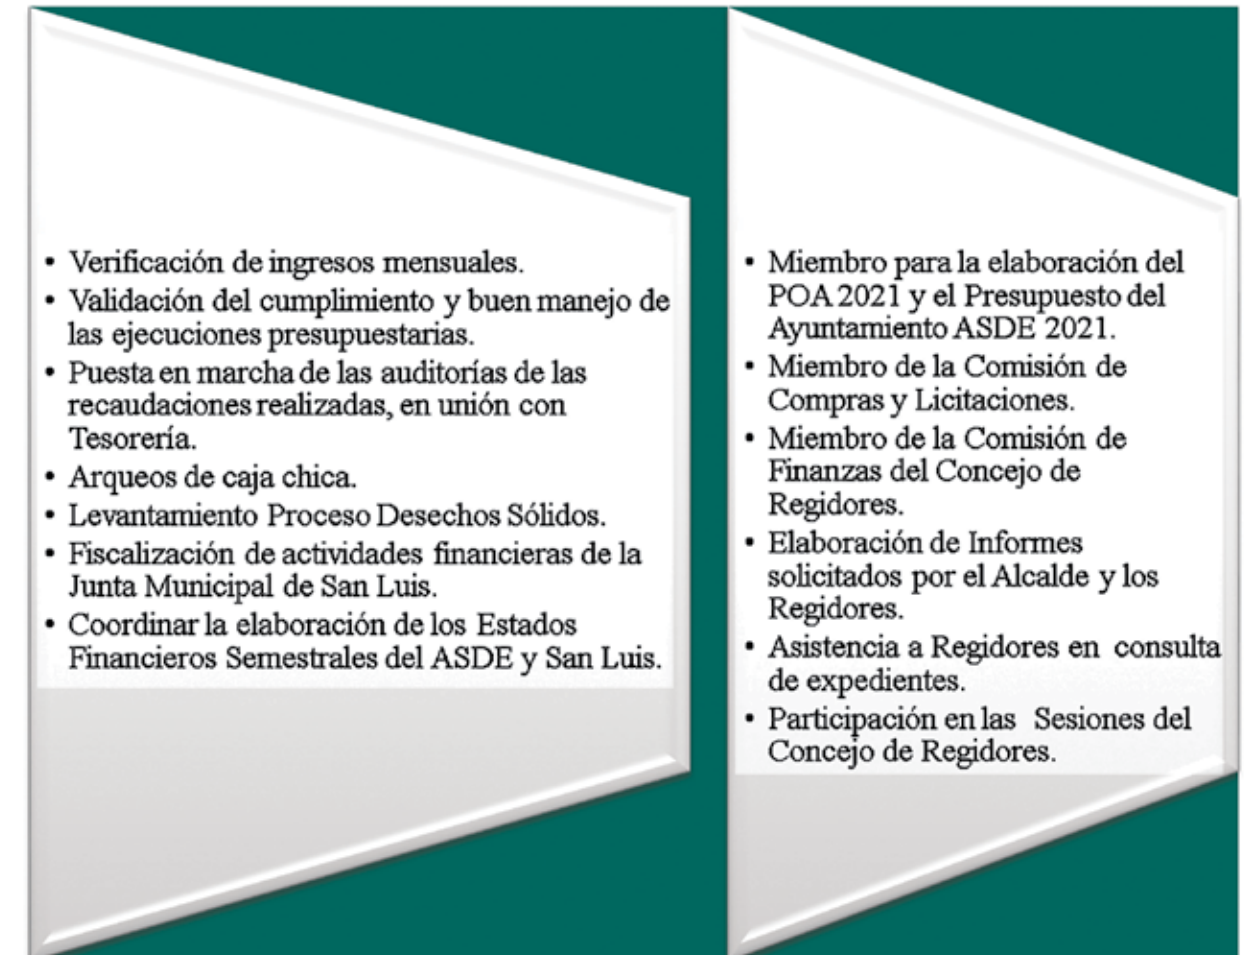 • Verificación de ingresos mensuales.
• Validación del cumplimiento y buen manejo de
las ejecuciones presupuestarias.
• Puesta en marcha de las auditorías de las
recaudaciones realizadas, en unión con
Tesorería.
• Arqueos de caja chica.
• Levantamiento Proceso Desechos Sólidos.
• Fiscalización de actividades financieras de la
Junta Municipal de San Luis.
• Coordinar la elaboración de los Estados
Financieros Semestrales del ASDE y San Luis.
• Miembro para la elaboración del
POA 2021 y el Presupuesto del
Ayuntamiento ASDE 2021.
• Miembro de la Comisión de
Compras y Licitaciones.
• Miembro de la Comisión de
Finanzas del Concejo de
Regidores.
• Elaboración de Informes
solicitados por el Alcalde y los
Regidores.
• Asistencia a Regidores en consulta
de expedientes.
• Participación en las Sesiones del
Concejo de Regidores.